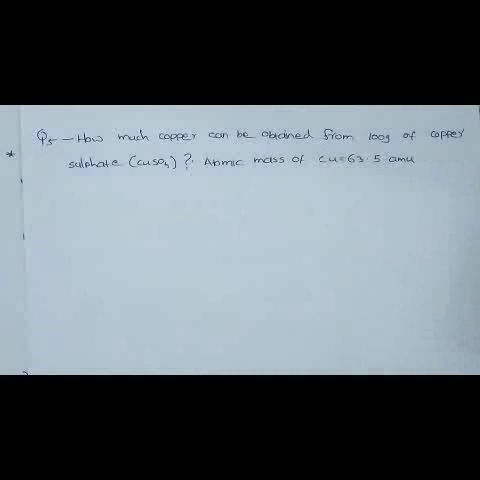 Q5 - How much copper can be obtained from 100g of copper
* sulphate (CuSO4)? Atomic mass of Cu=63.5 amu